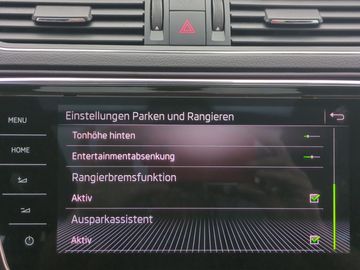 MENU
HOME
Einstellungen Parken und Rangieren
Tonhöhe hinten
Entertainmentabsenkung
Rangierbremsfunktion
Aktiv
Ausparkassistent
Aktiv